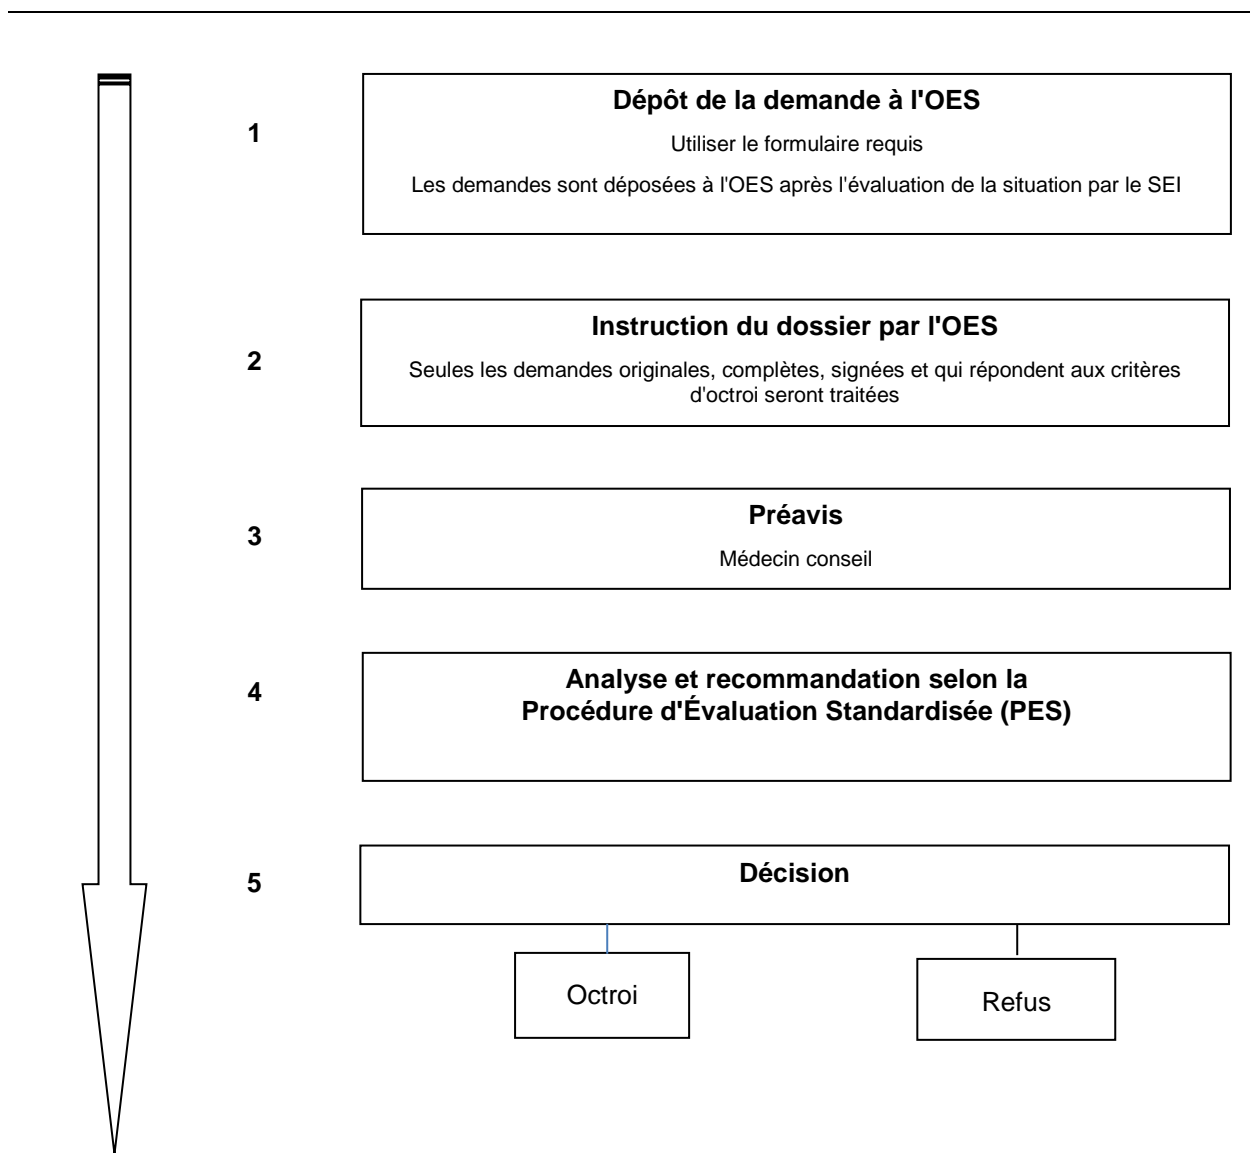 1
Dépôt de la demande à l'OES
Utiliser le formulaire requis
Les demandes sont déposées à l'OES après l'évaluation de la situation par le SEI
2
Instruction du dossier par l'OES
Seules les demandes originales, complètes, signées et qui répondent aux critères
d'octroi seront traitées
3
Préavis
Médecin conseil
4
Analyse et recommandation selon la
Procédure d'Évaluation Standardisée (PES)
5
Décision
Octroi
Refus